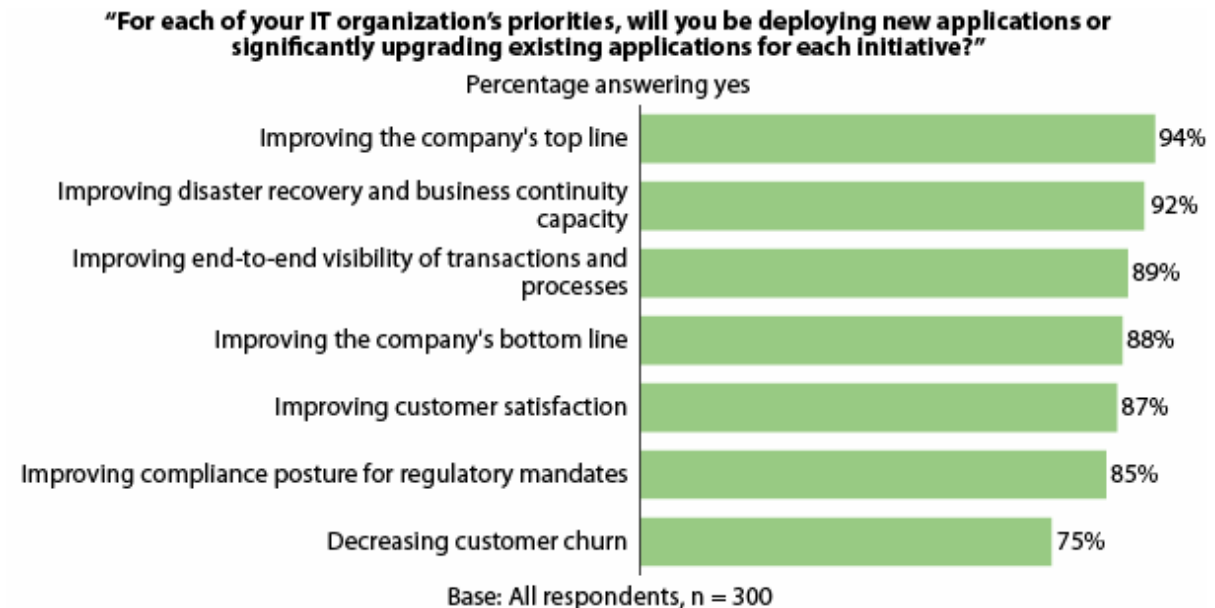 “For each of your IT organization’s priorities, will you be deploying new applications or
significantly upgrading existing applications for each initiative?”
Percentage answering yes
Improving the company's top line 94%
Improving disaster recovery and business continuity
capacity 92%
Improving end-to-end visibility of transactions and
processes 89%
Improving the company's bottom line 88%
Improving customer satisfaction 87%
Improving compliance posture for regulatory mandates 85%
Decreasing customer churn 75%
Base: All respondents, n = 300